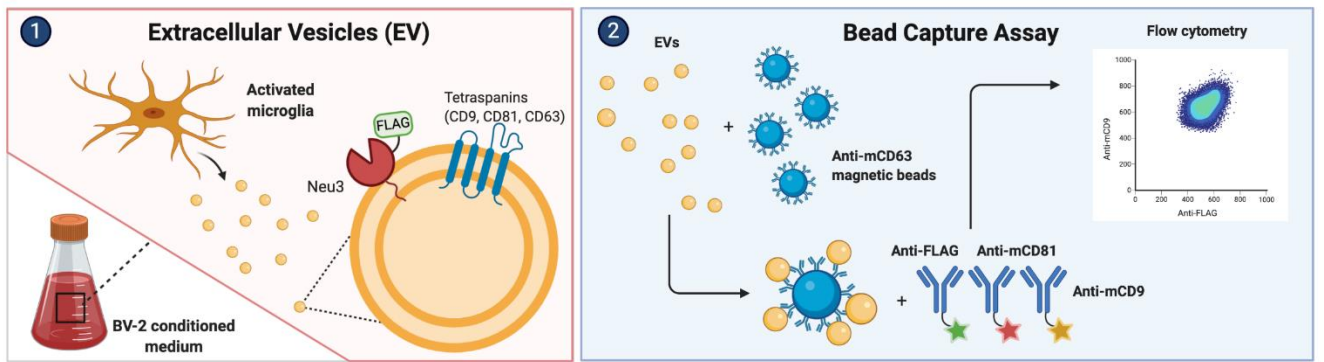 1
Extracellular Vesicles (EV)
Activated
microglia
FLAG
Tetraspanins
(CD9, CD81, CD63)
Neu3
BV-2 conditioned
medium
2
Bead Capture Assay
EVs
+
Anti-mCD63
magnetic beads
Flow cytometry
1000
800
600
400
200
0
Anti-mCD9
0 200 400 600 800 1000
Anti-FLAG
+
Anti-FLAG Anti-mCD81
Anti-mCD9